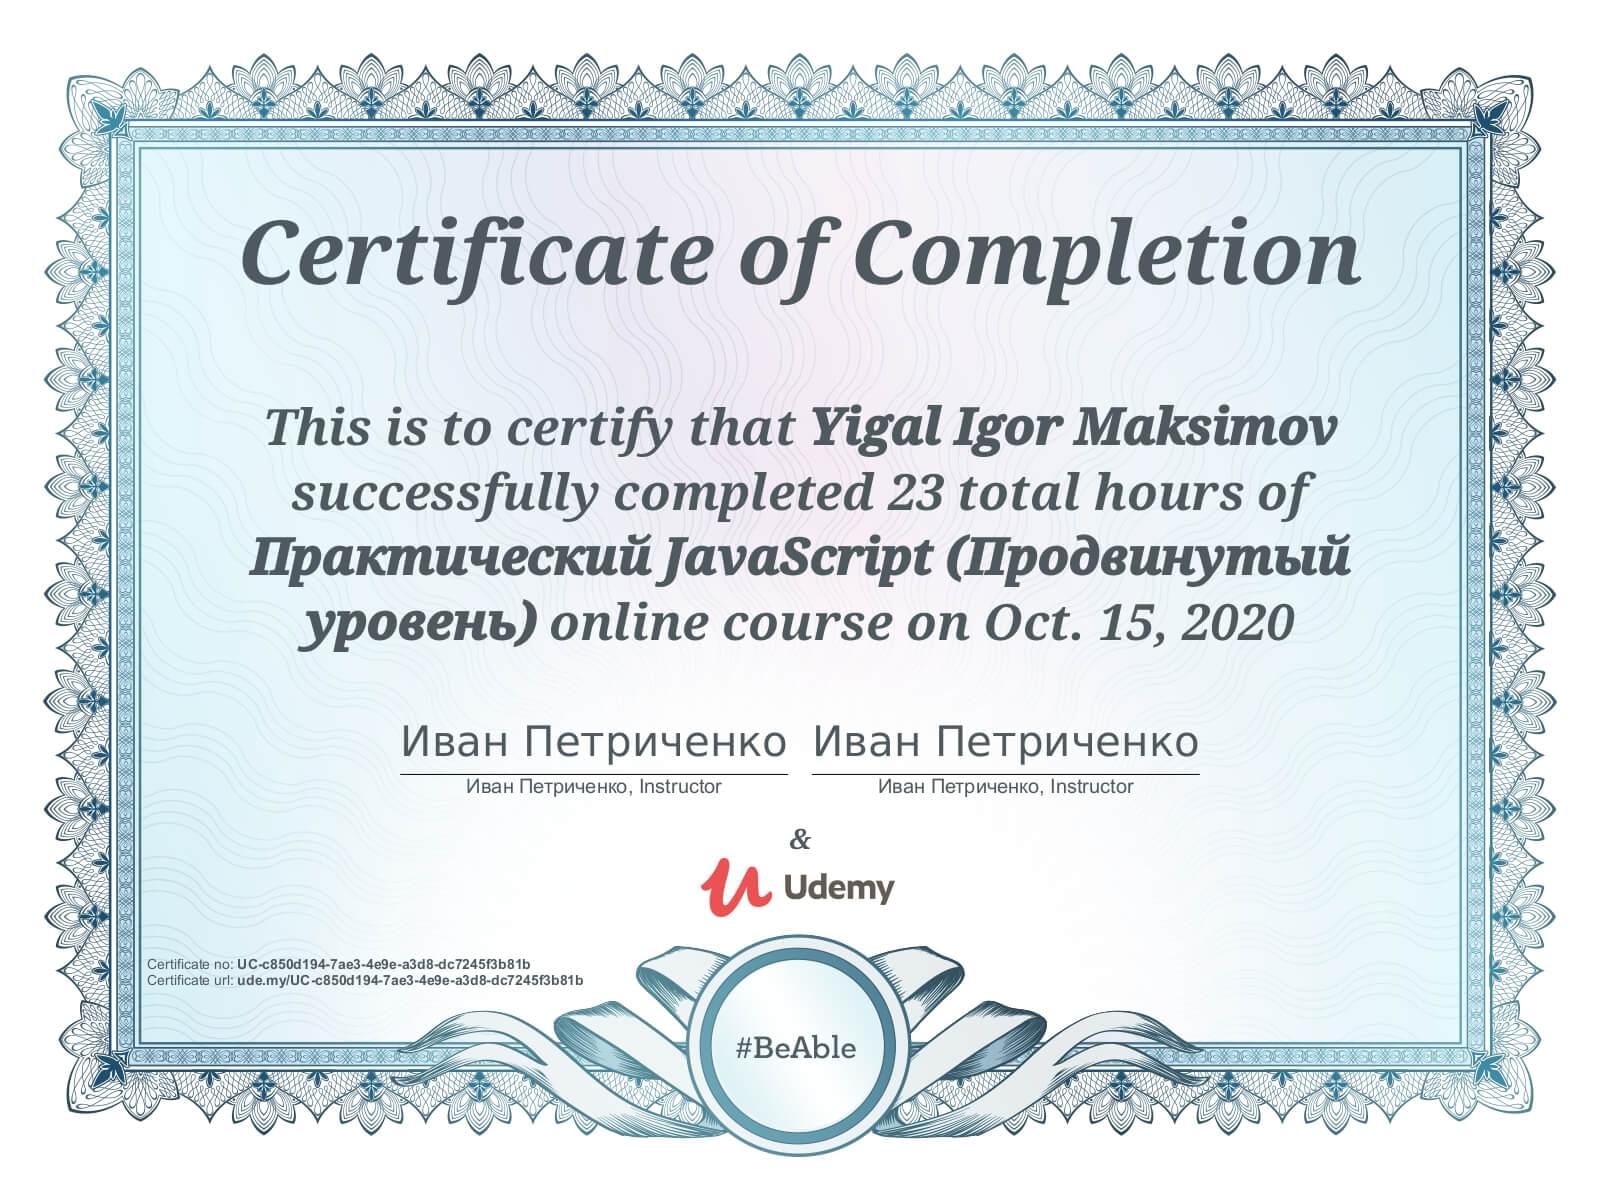 Certificate of Completion
This is to certify that Yigal Igor Maksimov
successfully completed 23 total hours of
Практический JavaScript (Продвинутый
уровень) online course on Oct. 15, 2020
Иван Петриченко Иван Петриченко
Иван Петриченко, Instructor Иван Петриченко, Instructor
&
Udemy
Certificate no: UC-c850d194-7ae3-4e9e-a3d8-dc7245f3b81b
Certificate url: ude.my/UC-c850d194-7ae3-4e9e-a3d8-dc7245f3b81b
#BeAble